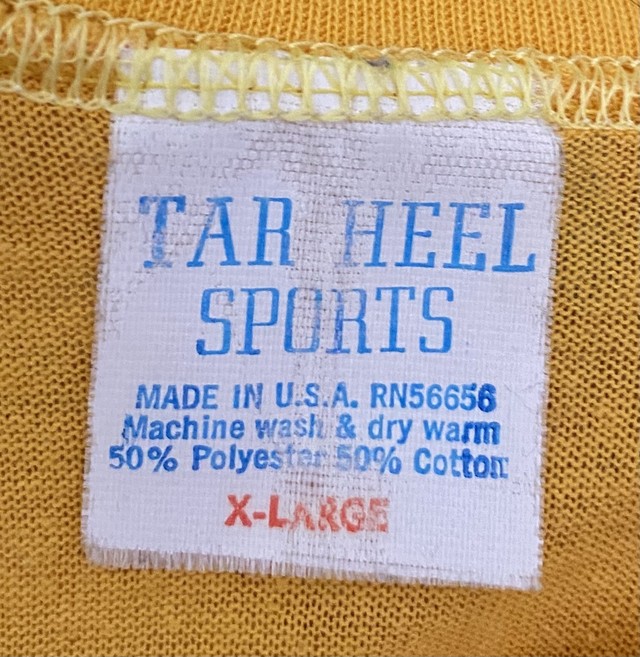 TAR HEEL
SPORTS
MADE IN U.S.A. RN56656
Machine wash & dry warm
50% Polyester 50% Cotton
X-LARGE